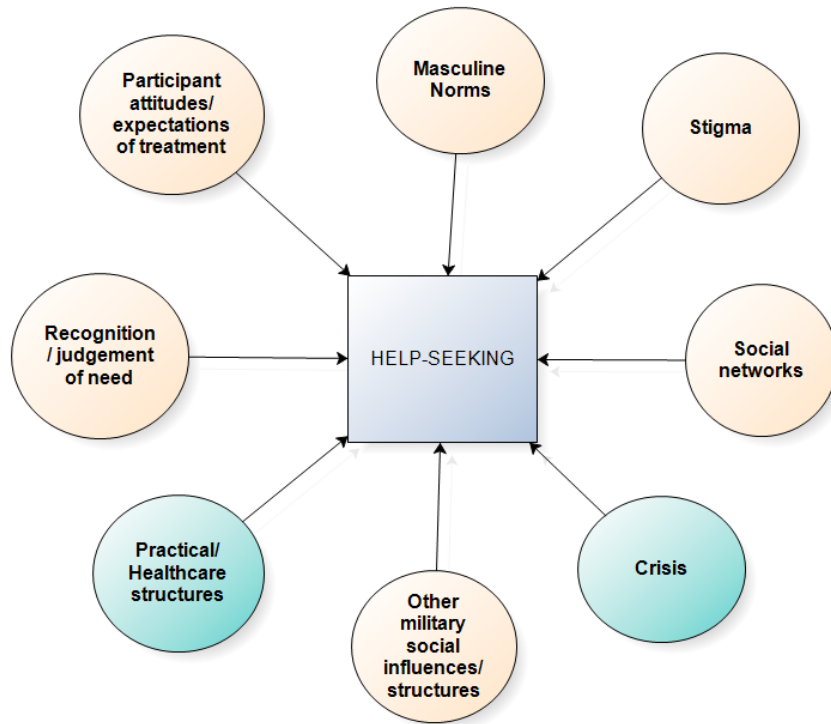 Participant
attitudes/
expectations
of treatment
Masculine
Norms
Stigma
Recognition
/ judgement
of need
HELP-SEEKING
Social
networks
Practical/
Healthcare
structures
Other
military
social
influences/
structures
Crisis